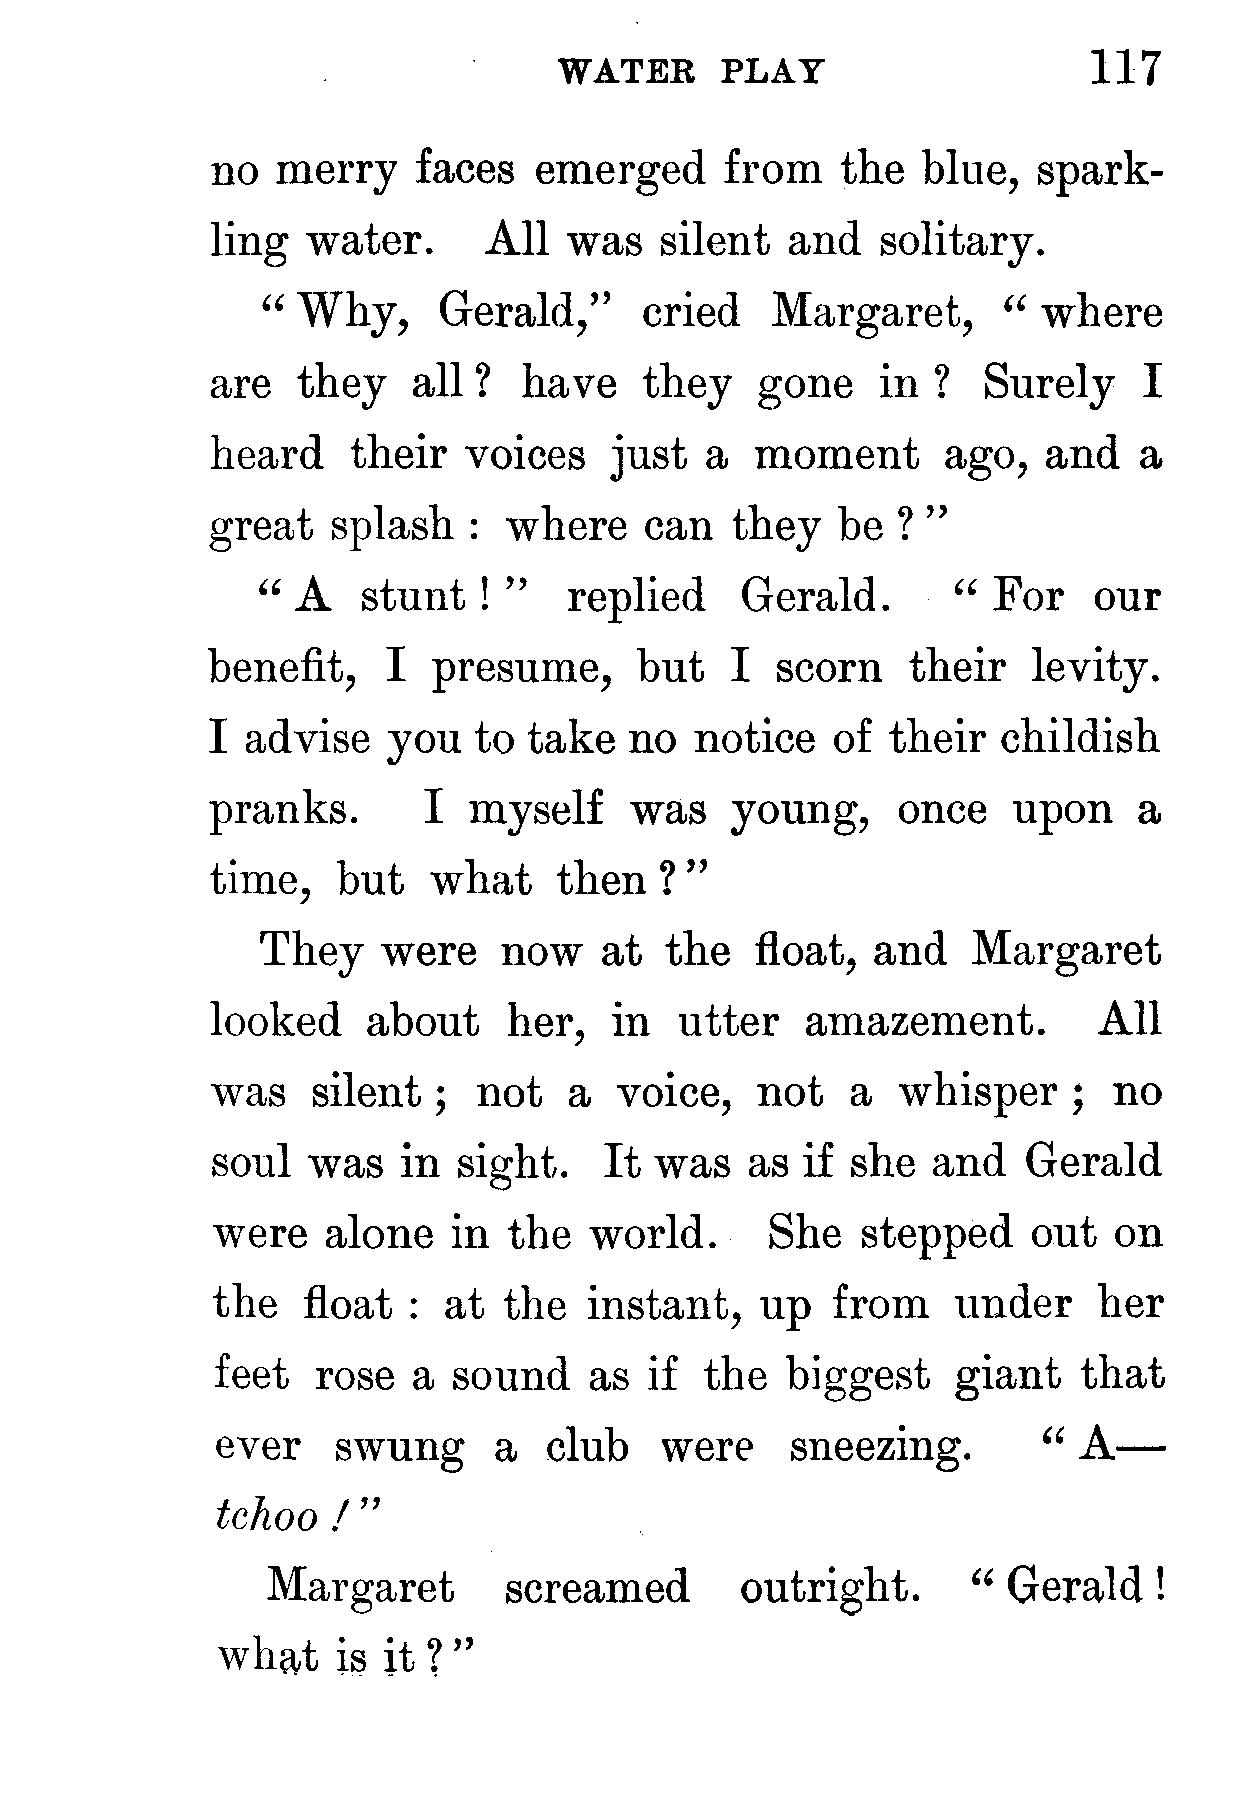 WATER PLAY 117
no merry faces emerged from the blue, spark-
ling water. All was silent and solitary.
“Why, Gerald,” cried Margaret, “where
are they all? have they gone in? Surely I
heard their voices just a moment ago, and a
great splash: where can they be?”
“A stunt!” replied Gerald. “For our
benefit, I presume, but I scorn their levity.
I advise you to take no notice of their childish
pranks. I myself was young, once upon a
time, but what then?”
They were now at the float, and Margaret
looked about her, in utter amazement. All
was silent; not a voice, not a whisper; no
soul was in sight. It was as if she and Gerald
were alone in the world. She stepped out on
the float: at the instant, up from under her
feet rose a sound as if the biggest giant that
ever swung a club were sneezing. “A—
tchoo!”
Margaret screamed outright. “Gerald!
what is it?”